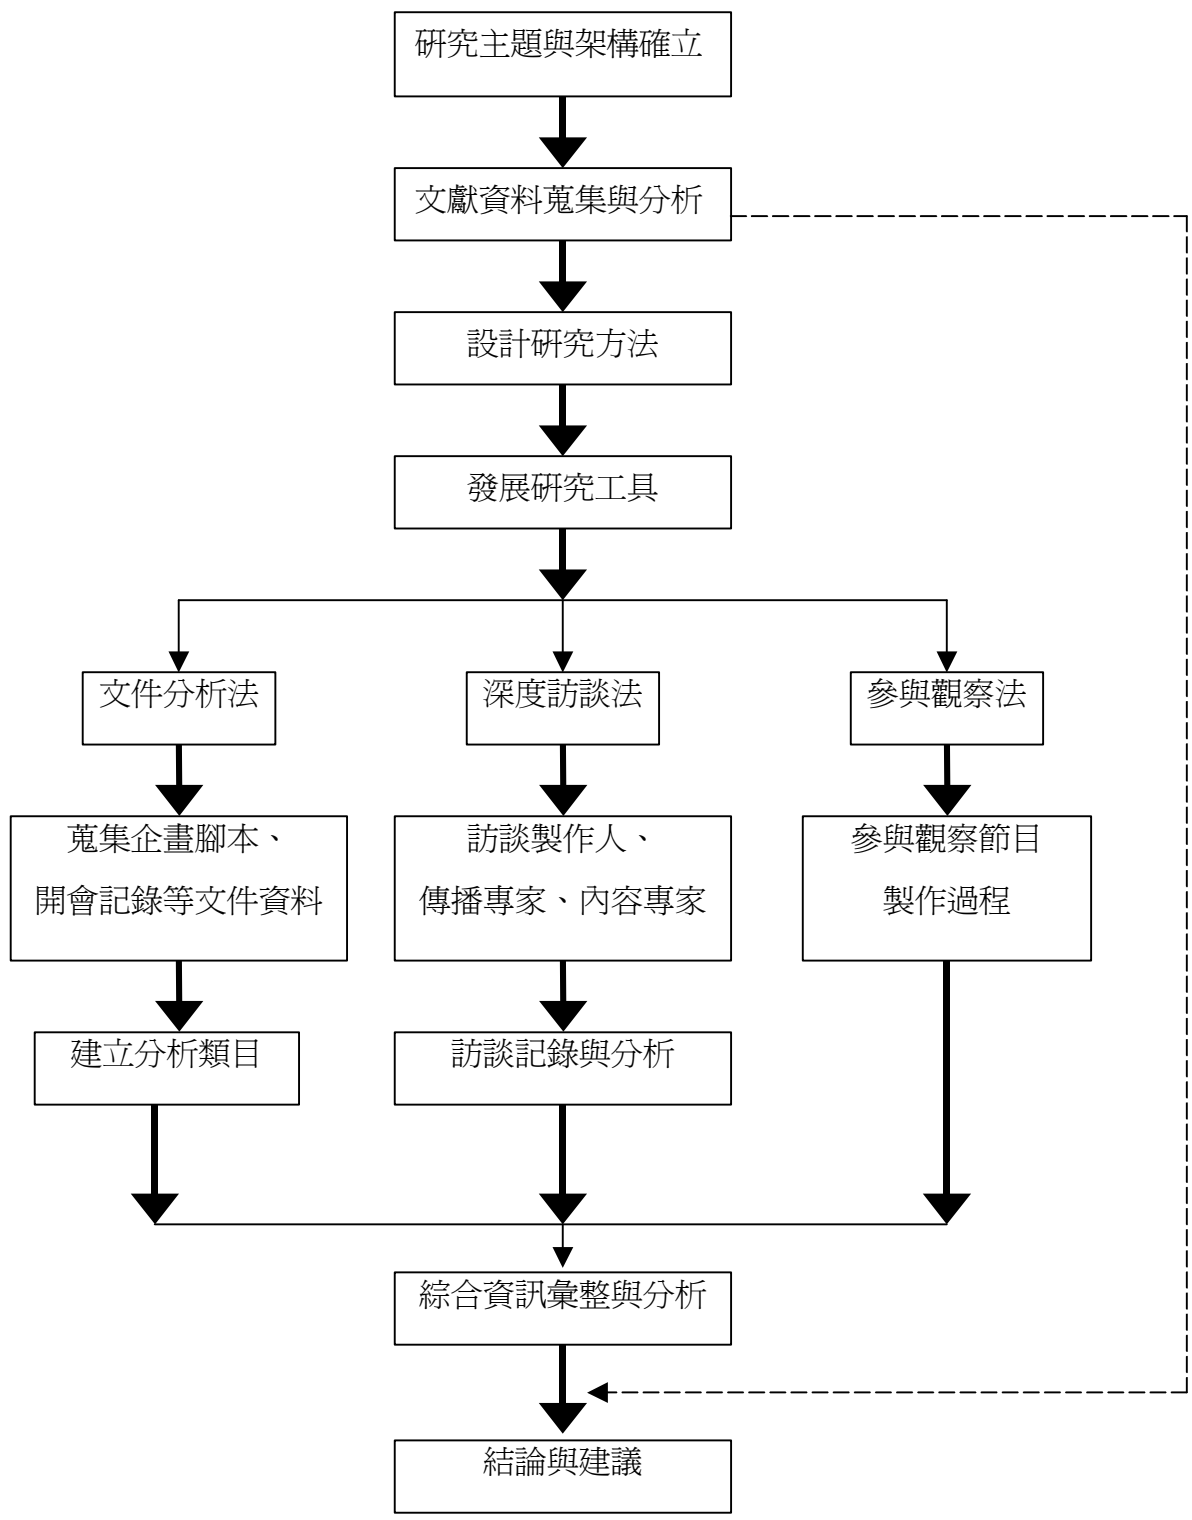 研究主題與架構確立
文獻資料蒐集與分析
設計研究方法
發展研究工具
文件分析法
深度訪談法
參與觀察法
蒐集企畫腳本、
開會記錄等文件資料
訪談製作人、
傳播專家、內容專家
參與觀察節目
製作過程
建立分析類目
訪談記錄與分析
綜合資訊彙整與分析
結論與建議